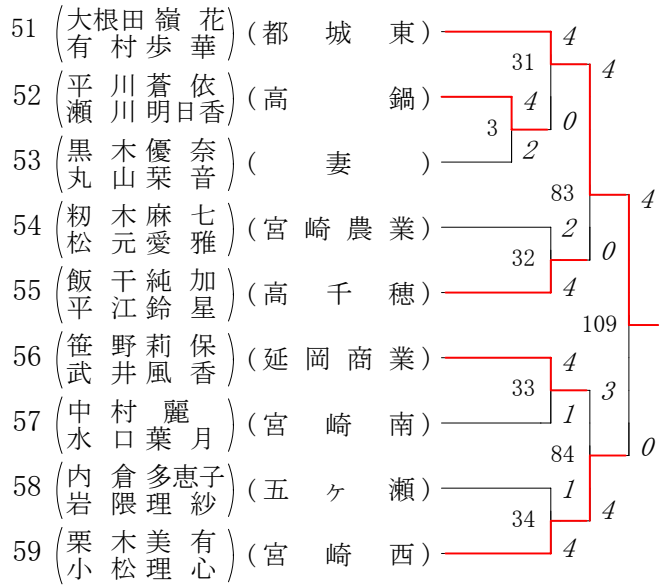 51 (大根田嶺花 有村歩華) (都城東)
52 (平川蒼依 瀬川明日香) (高鍋)
53 (黒木優奈 丸山栞音) (妻)
54 (籾木麻七 松元愛雅) (宮崎農業)
55 (飯干純加 平江鈴星) (高千穂)
56 (笹野莉保 武井風香) (延岡商業)
57 (中村麗 水口葉月) (宮崎南)
58 (内倉多恵子 岩隈理紗) (五ヶ瀬)
59 (栗木美有 小松理心) (宮崎西)
4
31
4
4
0
3
2
83
4
2
32
0
4
109
4
33
3
1
84
0
1
34
4
4